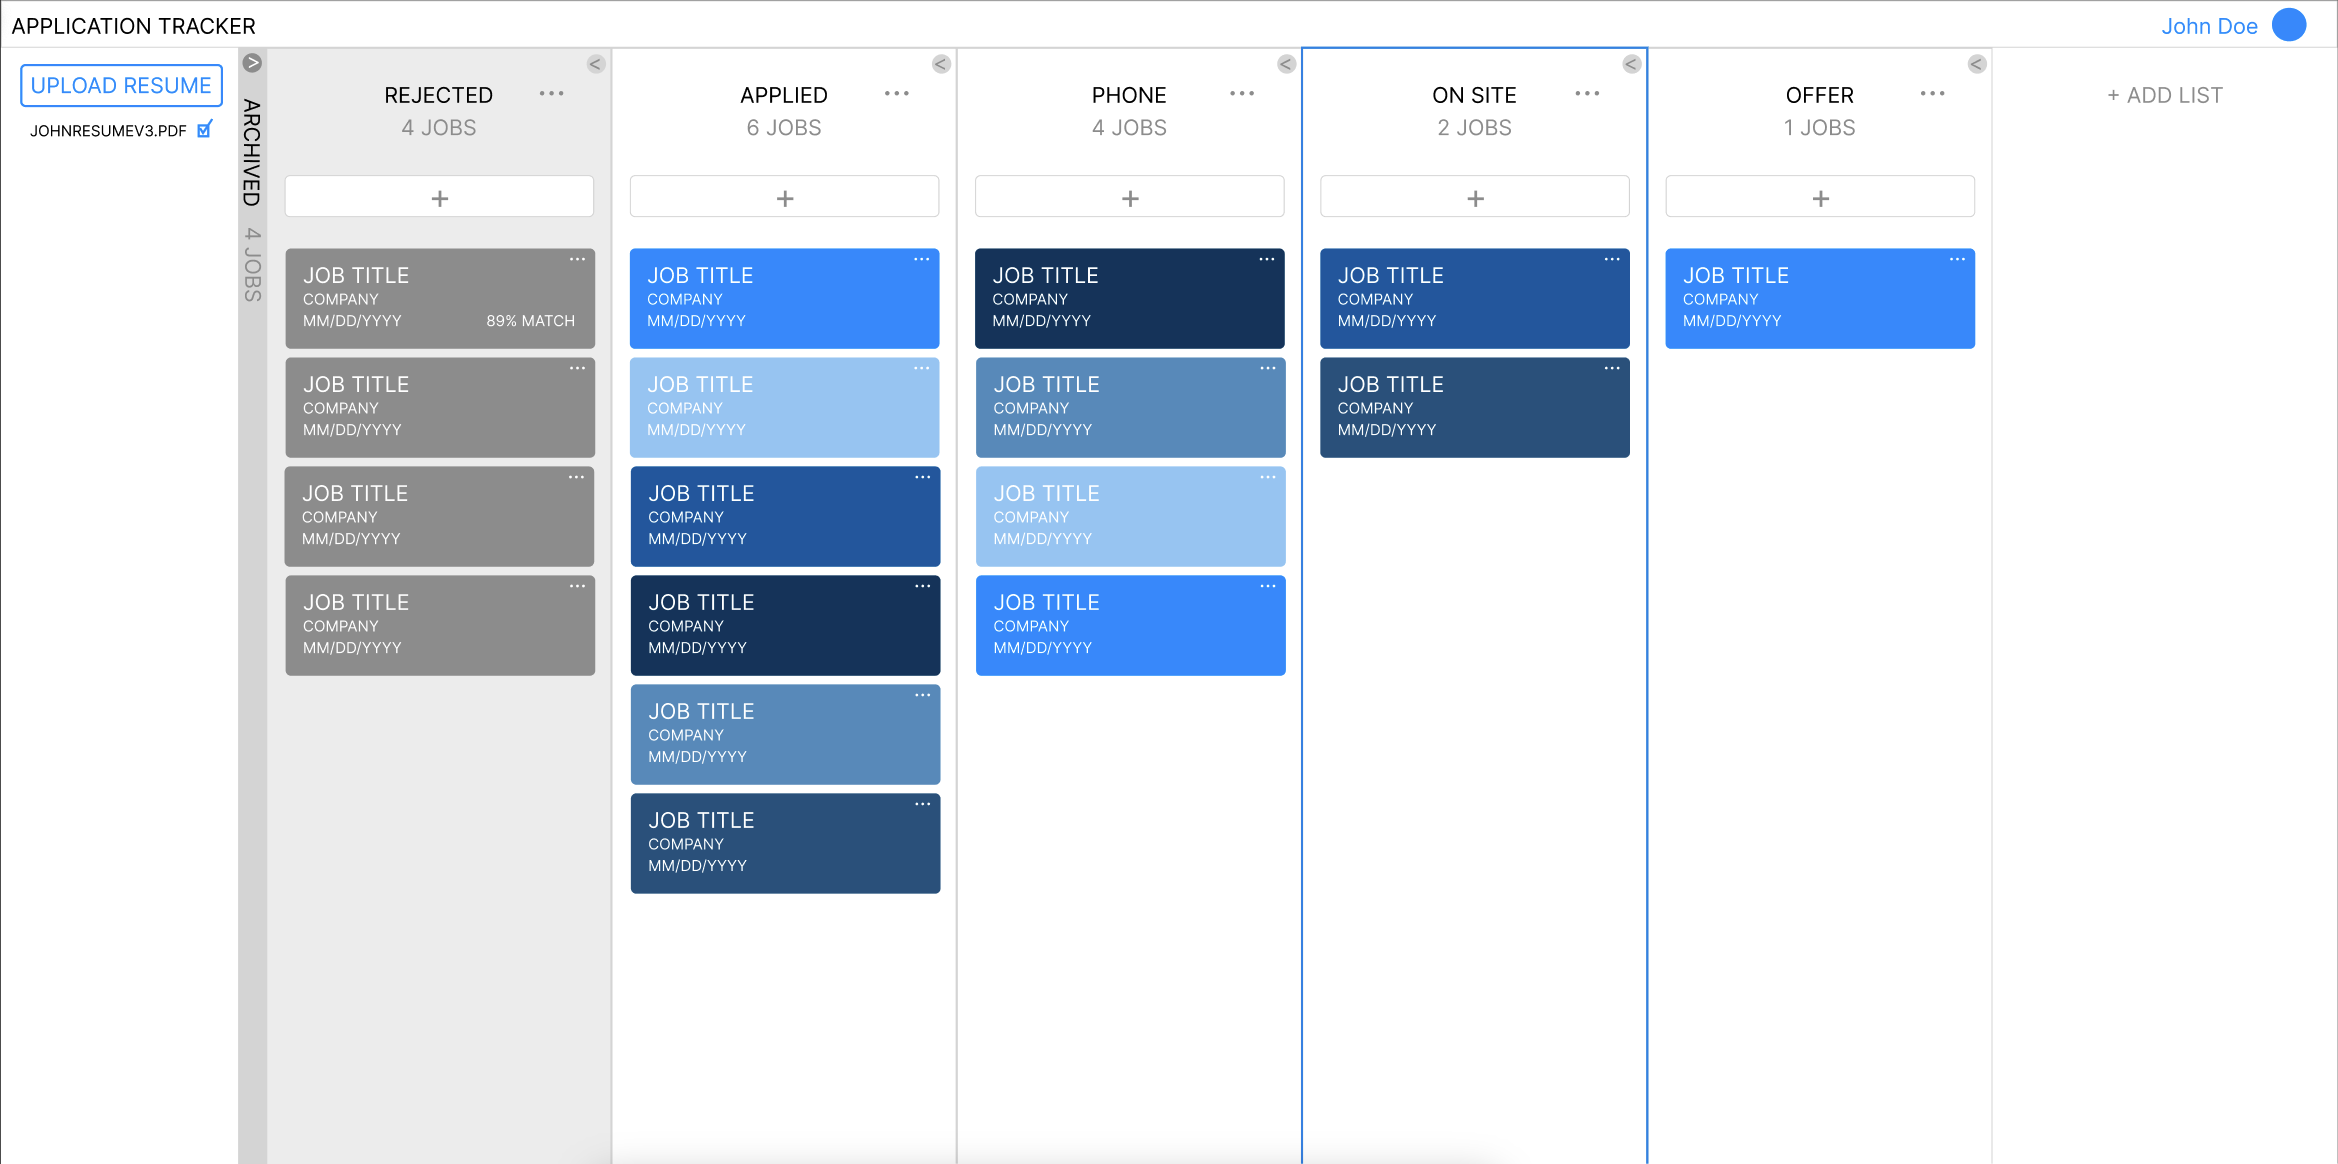 APPLICATION TRACKER
John Doe
UPLOAD RESUME
JOHNRESUMEV3.PDF
>
ARCHIVED 4 JOBS
<
REJECTED ...
4 JOBS
+
...
JOB TITLE
COMPANY
MM/DD/YYYY 89% MATCH
...
JOB TITLE
COMPANY
MM/DD/YYYY
...
JOB TITLE
COMPANY
MM/DD/YYYY
...
JOB TITLE
COMPANY
MM/DD/YYYY
<
APPLIED ...
6 JOBS
+
...
JOB TITLE
COMPANY
MM/DD/YYYY
...
JOB TITLE
COMPANY
MM/DD/YYYY
...
JOB TITLE
COMPANY
MM/DD/YYYY
...
JOB TITLE
COMPANY
MM/DD/YYYY
...
JOB TITLE
COMPANY
MM/DD/YYYY
...
JOB TITLE
COMPANY
MM/DD/YYYY
<
PHONE ...
4 JOBS
+
...
JOB TITLE
COMPANY
MM/DD/YYYY
...
JOB TITLE
COMPANY
MM/DD/YYYY
...
JOB TITLE
COMPANY
MM/DD/YYYY
...
JOB TITLE
COMPANY
MM/DD/YYYY
<
ON SITE ...
2 JOBS
+
...
JOB TITLE
COMPANY
MM/DD/YYYY
...
JOB TITLE
COMPANY
MM/DD/YYYY
<
OFFER ...
1 JOBS
+
...
JOB TITLE
COMPANY
MM/DD/YYYY
+ ADD LIST